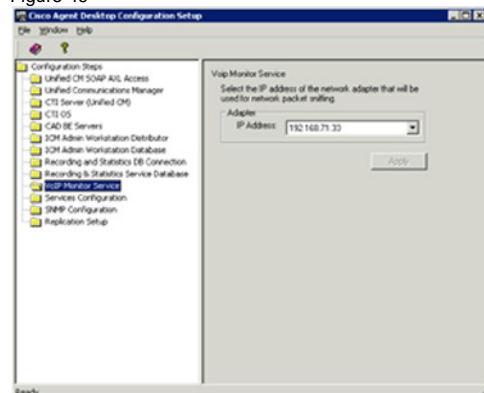 Cisco Agent Desktop Configuration Setup
File Window Help
Configuration Steps
Unified CM SOAP AXL Access
Unified Communications Manager
CTI Server (Unified CM)
CTI OS
CAD BE Servers
ICM Admin Workstation Distributor
ICM Admin Workstation Database
Recording and Statistics DB Connection
Recording & Statistics Service Database
VoIP Monitor Service
Services Configuration
SNMP Configuration
Replication Setup
Voip Monitor Service
Select the IP address of the network adapter that will be
used for network packet sniffing.
Adapter
IP Address:
192.168.71.33
Apply
Ready